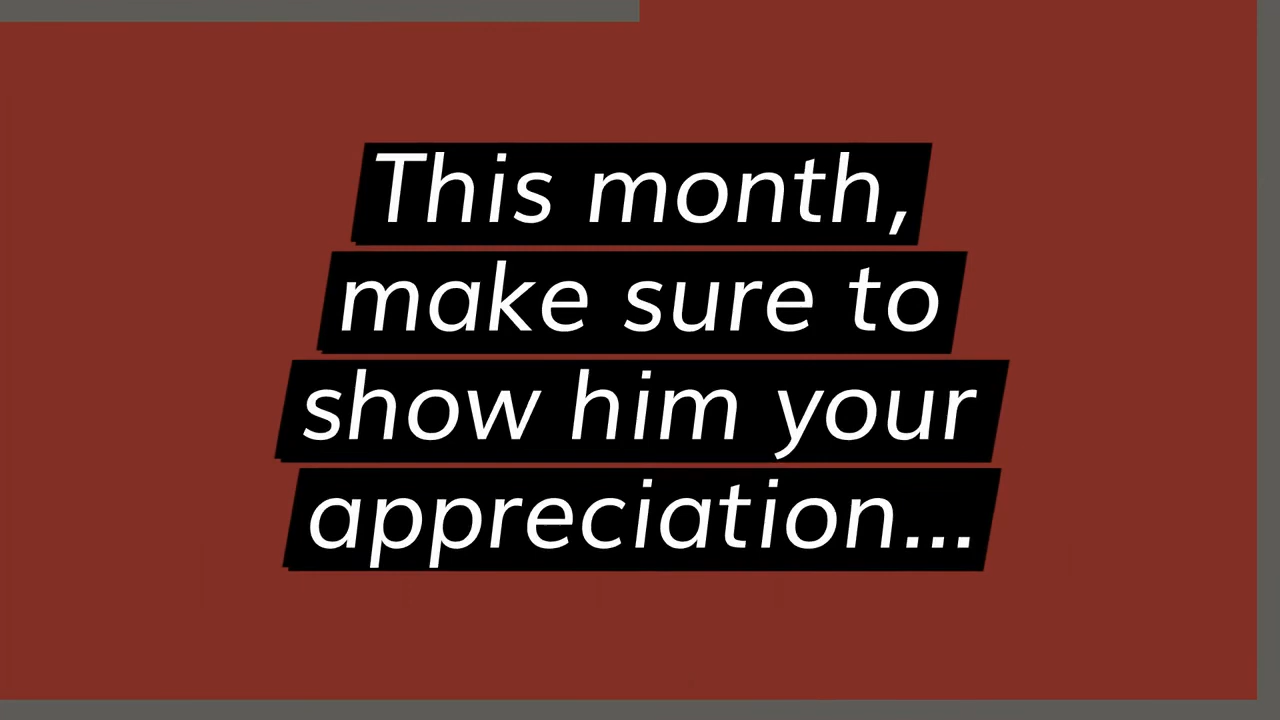 This month,
make sure to
show him your
appreciation...